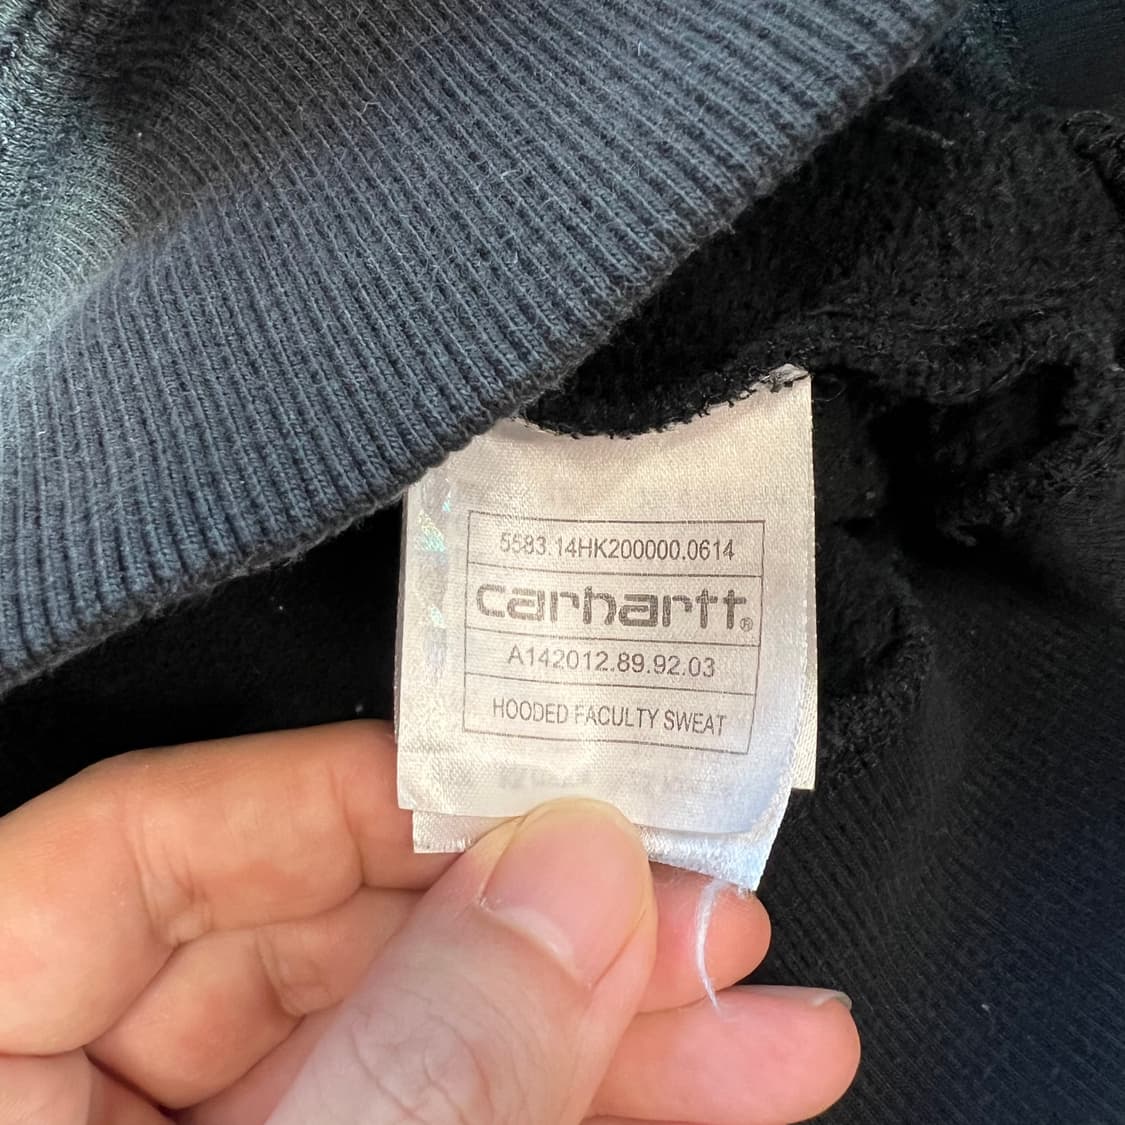 5583.14HK200000.0614
carhartt®
A142012.89.92.03
HOODED FACULTY SWEAT